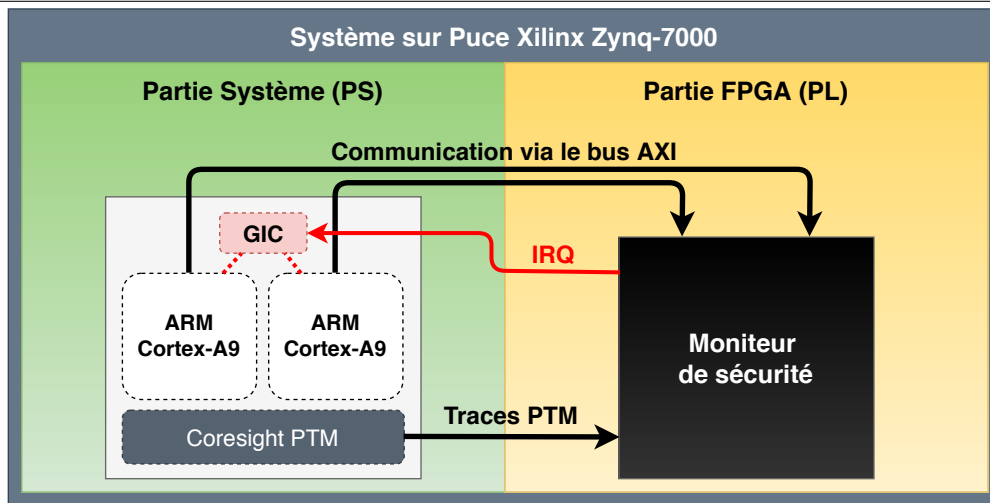 Système sur Puce Xilinx Zynq-7000
Partie Système (PS)
Partie FPGA (PL)
Communication via le bus AXI
GIC
IRQ
ARM
Cortex-A9
ARM
Cortex-A9
Moniteur
de sécurité
Traces PTM
Coresight PTM